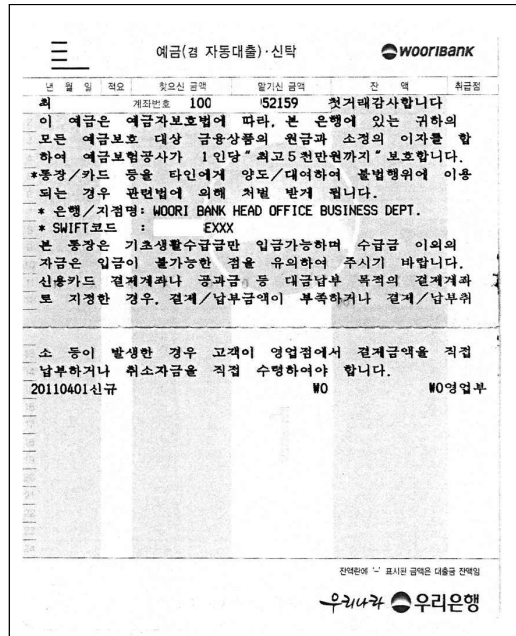 예금(겸 자동대출)·신탁 WOORIBANK
년 월 일 적요 찾으신 금액 맡기신 금액 잔 액 취급점
최 계좌번호 100 52159 첫거래감사합니다
이 예금은 예금자보호법에 따라, 본 은행에 있는 귀하의
모든 예금보호 대상 금융상품의 원금과 소정의 이자를 합
하여 예금보험공사가 1인당"최고5천만원까지"보호합니다.
*통장/카드 등을 타인에게 양도/대여하여 불법행위에 이용
되는 경우 관련법에 의해 처벌 받게 됩니다.
* 은행/지점명: WOORI BANK HEAD OFFICE BUSINESS DEPT.
* SWIFT코드 : EXXX
본 통장은 기초생활수급금만 입금가능하며 수급금 이외의
자금은 입금이 불가능한 점을 유의하여 주시기 바랍니다.
신용카드 결제계좌나 공과금 등 대금납부 목적의 결제계좌
로 지정한 경우, 결제/납부금액이 부족하거나 결제/납부취
소 등이 발생한 경우 고객이 영업점에서 결제금액을 직접
납부하거나 취소자금을 직접 수령하여야 합니다.
20110401신규 ₩0 ₩0영업부
잔액란에 '-' 표시된 금액은 대출금 잔액임
우리나라 우리은행